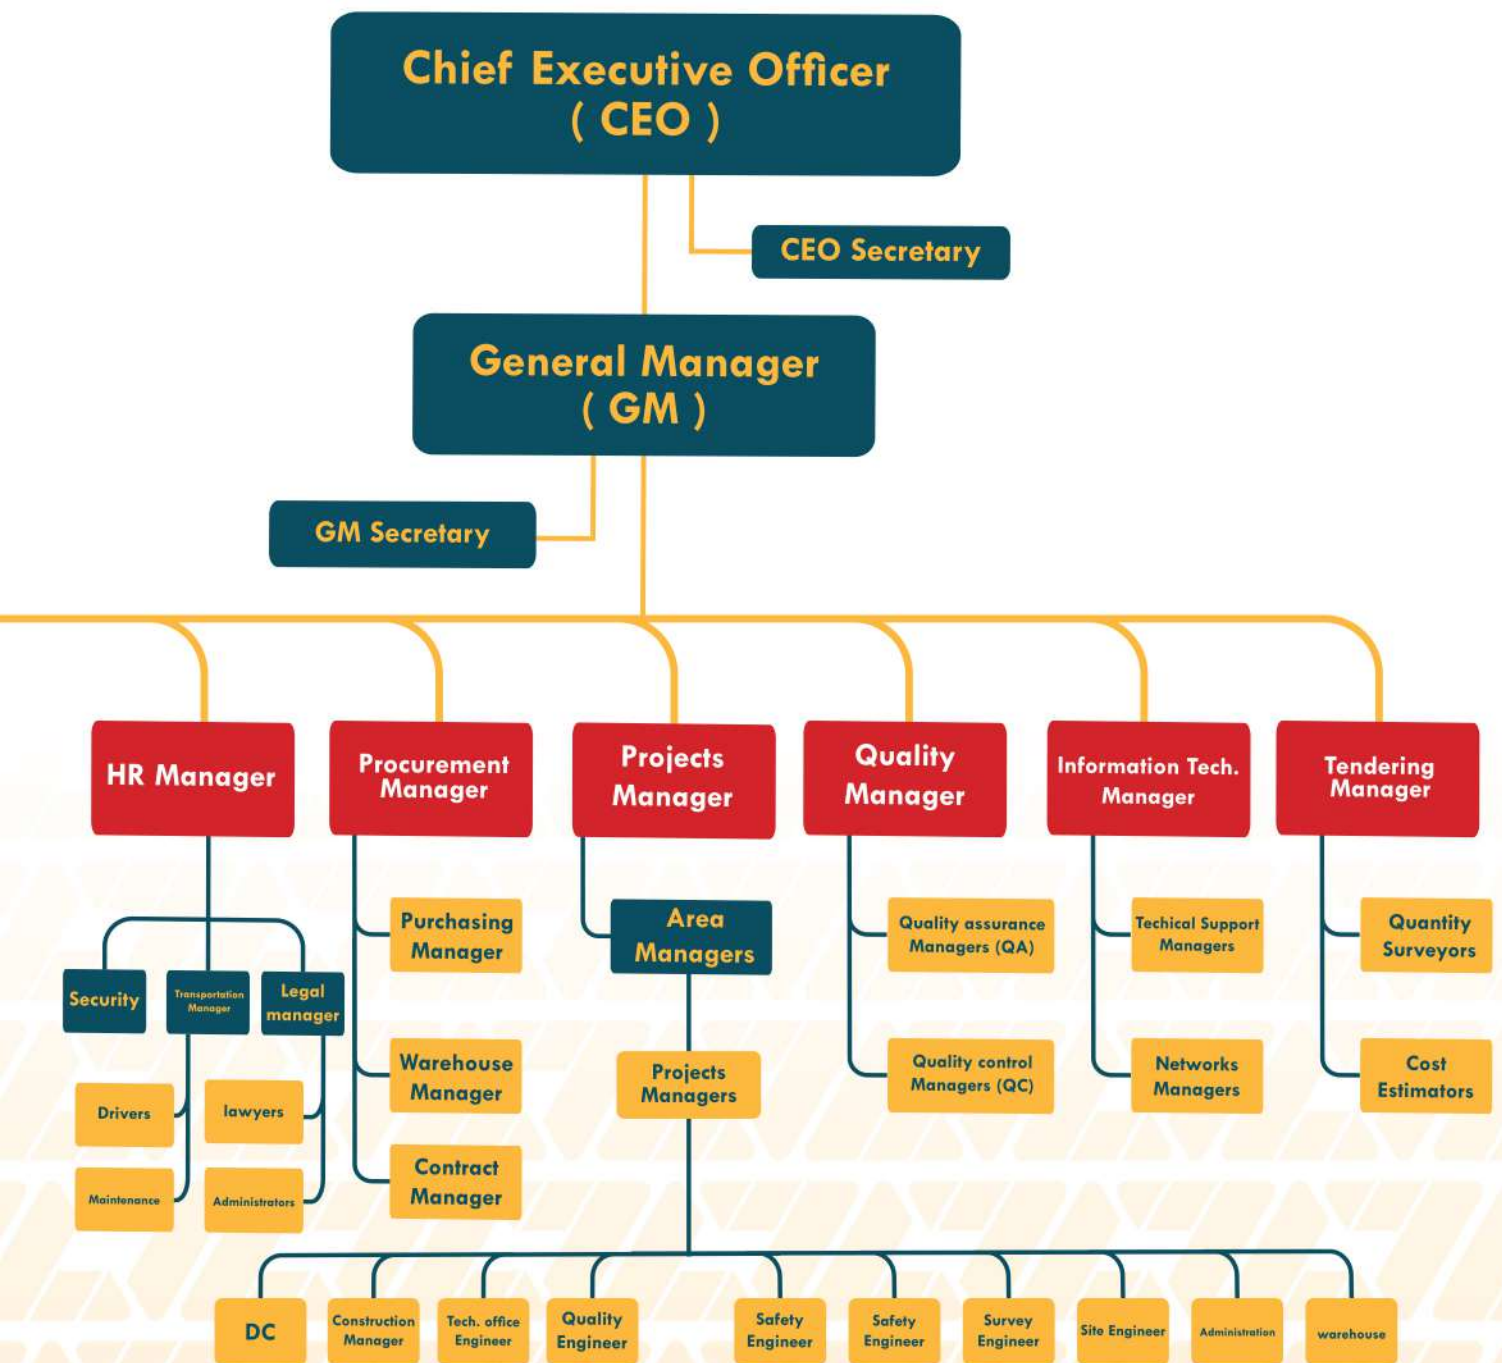 Chief Executive Officer
( CEO )
CEO Secretary
General Manager
( GM )
GM Secretary
HR Manager
Procurement
Manager
Projects
Manager
Quality
Manager
Information Tech.
Manager
Tendering
Manager
Security
Transportation
Manager
Legal
manager
Drivers
Maintenance
lawyers
Administrators
Purchasing
Manager
Warehouse
Manager
Contract
Manager
Area
Managers
Projects
Managers
Quality assurance
Managers (QA)
Quality control
Managers (QC)
Techical Support
Managers
Networks
Managers
Quantity
Surveyors
Cost
Estimators
DC
Construction
Manager
Tech. office
Engineer
Quality
Engineer
Safety
Engineer
Safety
Engineer
Survey
Engineer
Site Engineer
Administration
warehouse